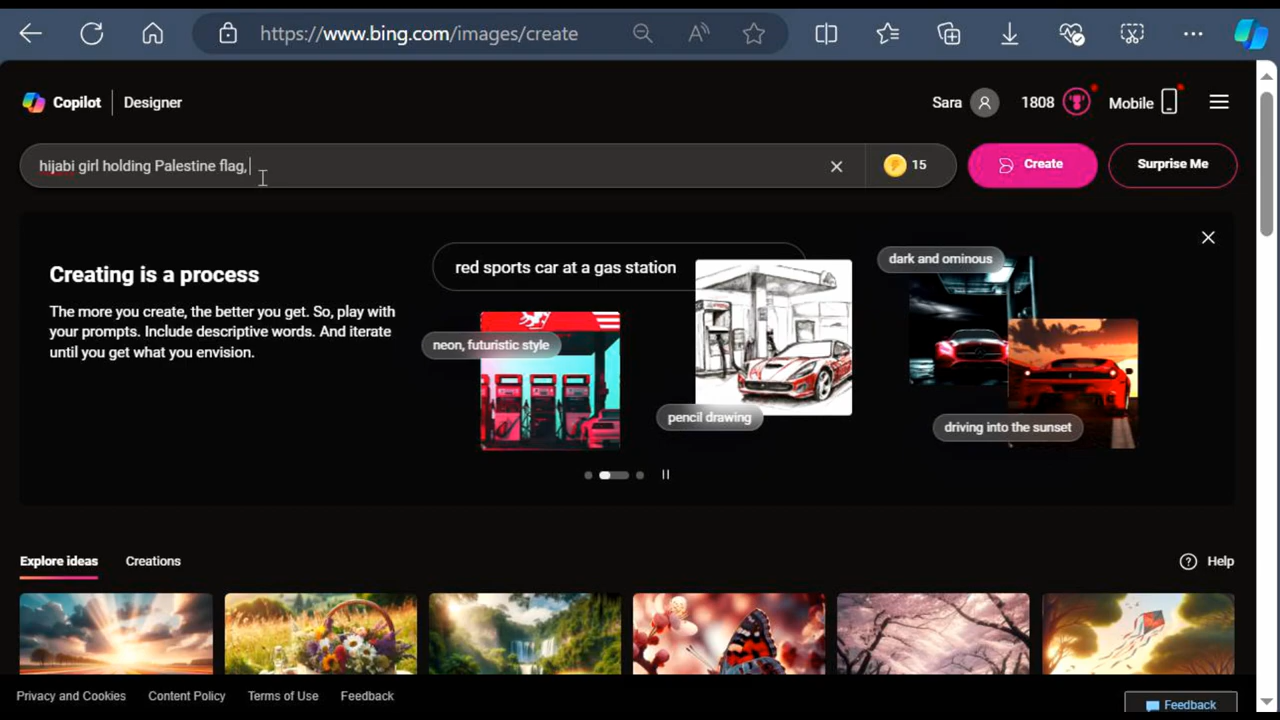 https://www.bing.com/images/create
Copilot | Designer
Sara
1808
Mobile
hijabi girl holding Palestine flag,
15
Create
Surprise Me
Creating is a process
The more you create, the better you get. So, play with
your prompts. Include descriptive words. And iterate
until you get what you envision.
red sports car at a gas station
neon, futuristic style
pencil drawing
dark and ominous
driving into the sunset
Explore ideas
Creations
Help
Privacy and Cookies
Content Policy
Terms of Use
Feedback
Feedback